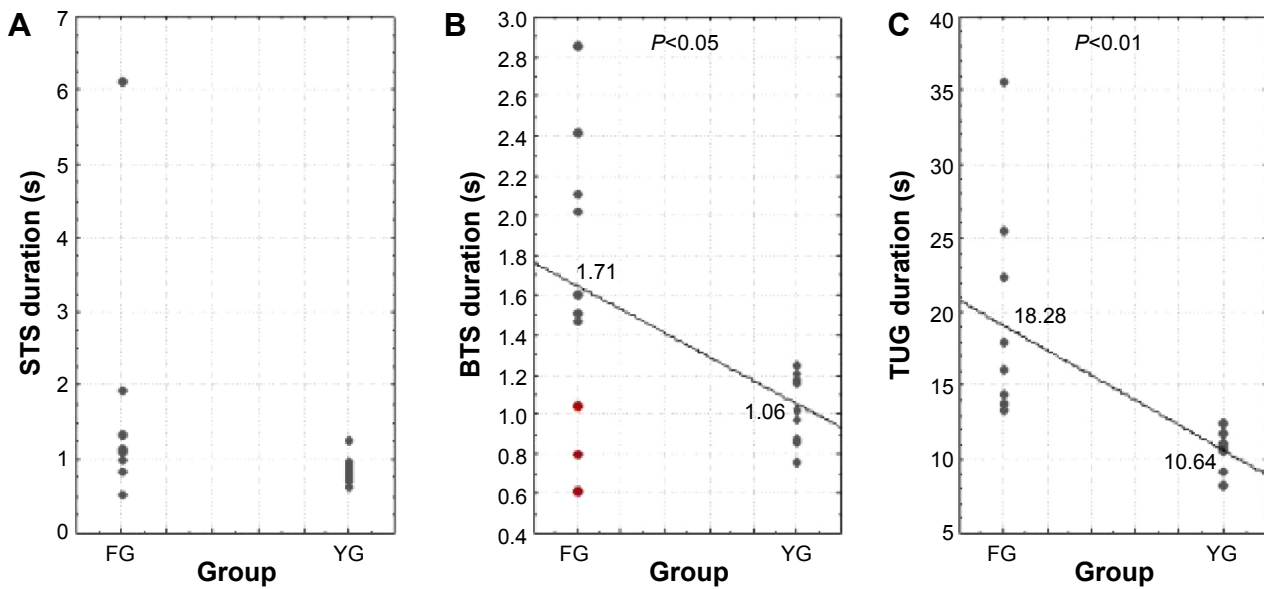 A
STS duration (s)
7
6
5
4
3
2
1
0
FG
YG
Group
B
BTS duration (s)
3.0
2.8
2.6
2.4
2.2
2.0
1.8
1.6
1.4
1.2
1.0
0.8
0.6
0.4
P<0.05
1.71
1.06
FG
YG
Group
C
TUG duration (s)
40
35
30
25
20
15
10
5
P<0.01
18.28
10.64
FG
YG
Group